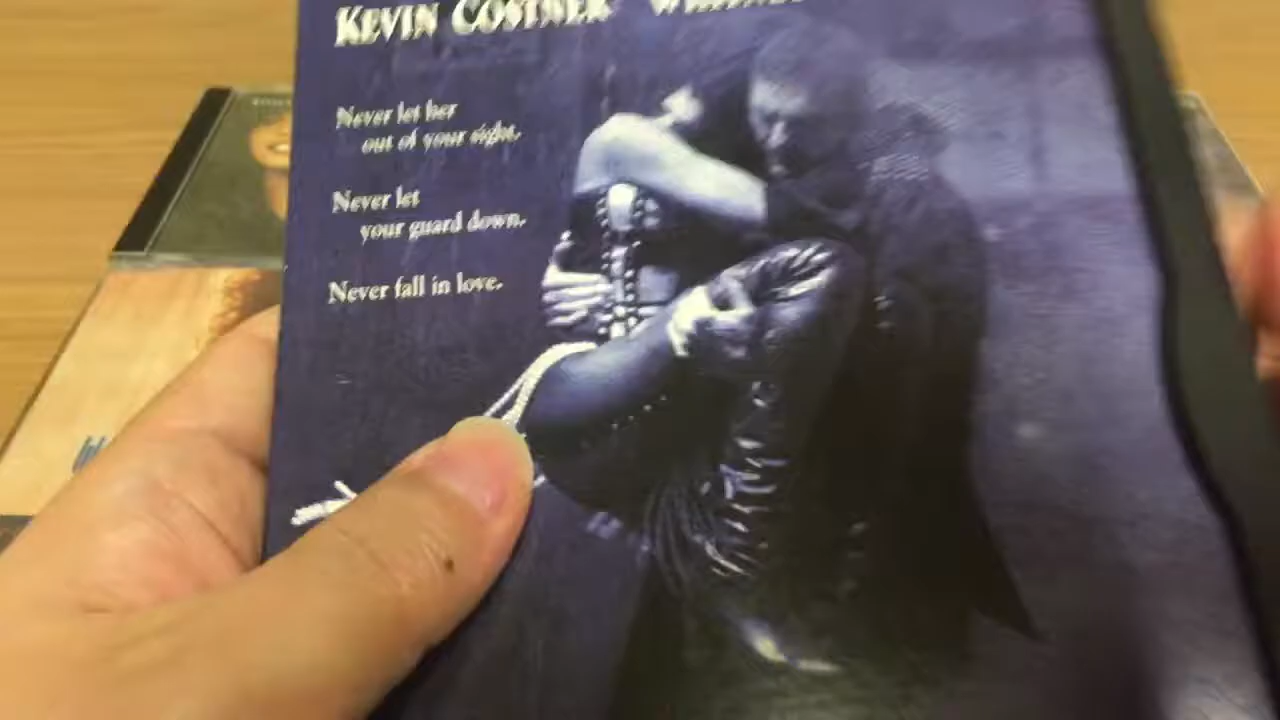 KEVIN COSTNER
Never let her
out of your sight.
Never let
your guard down.
Never fall in love.